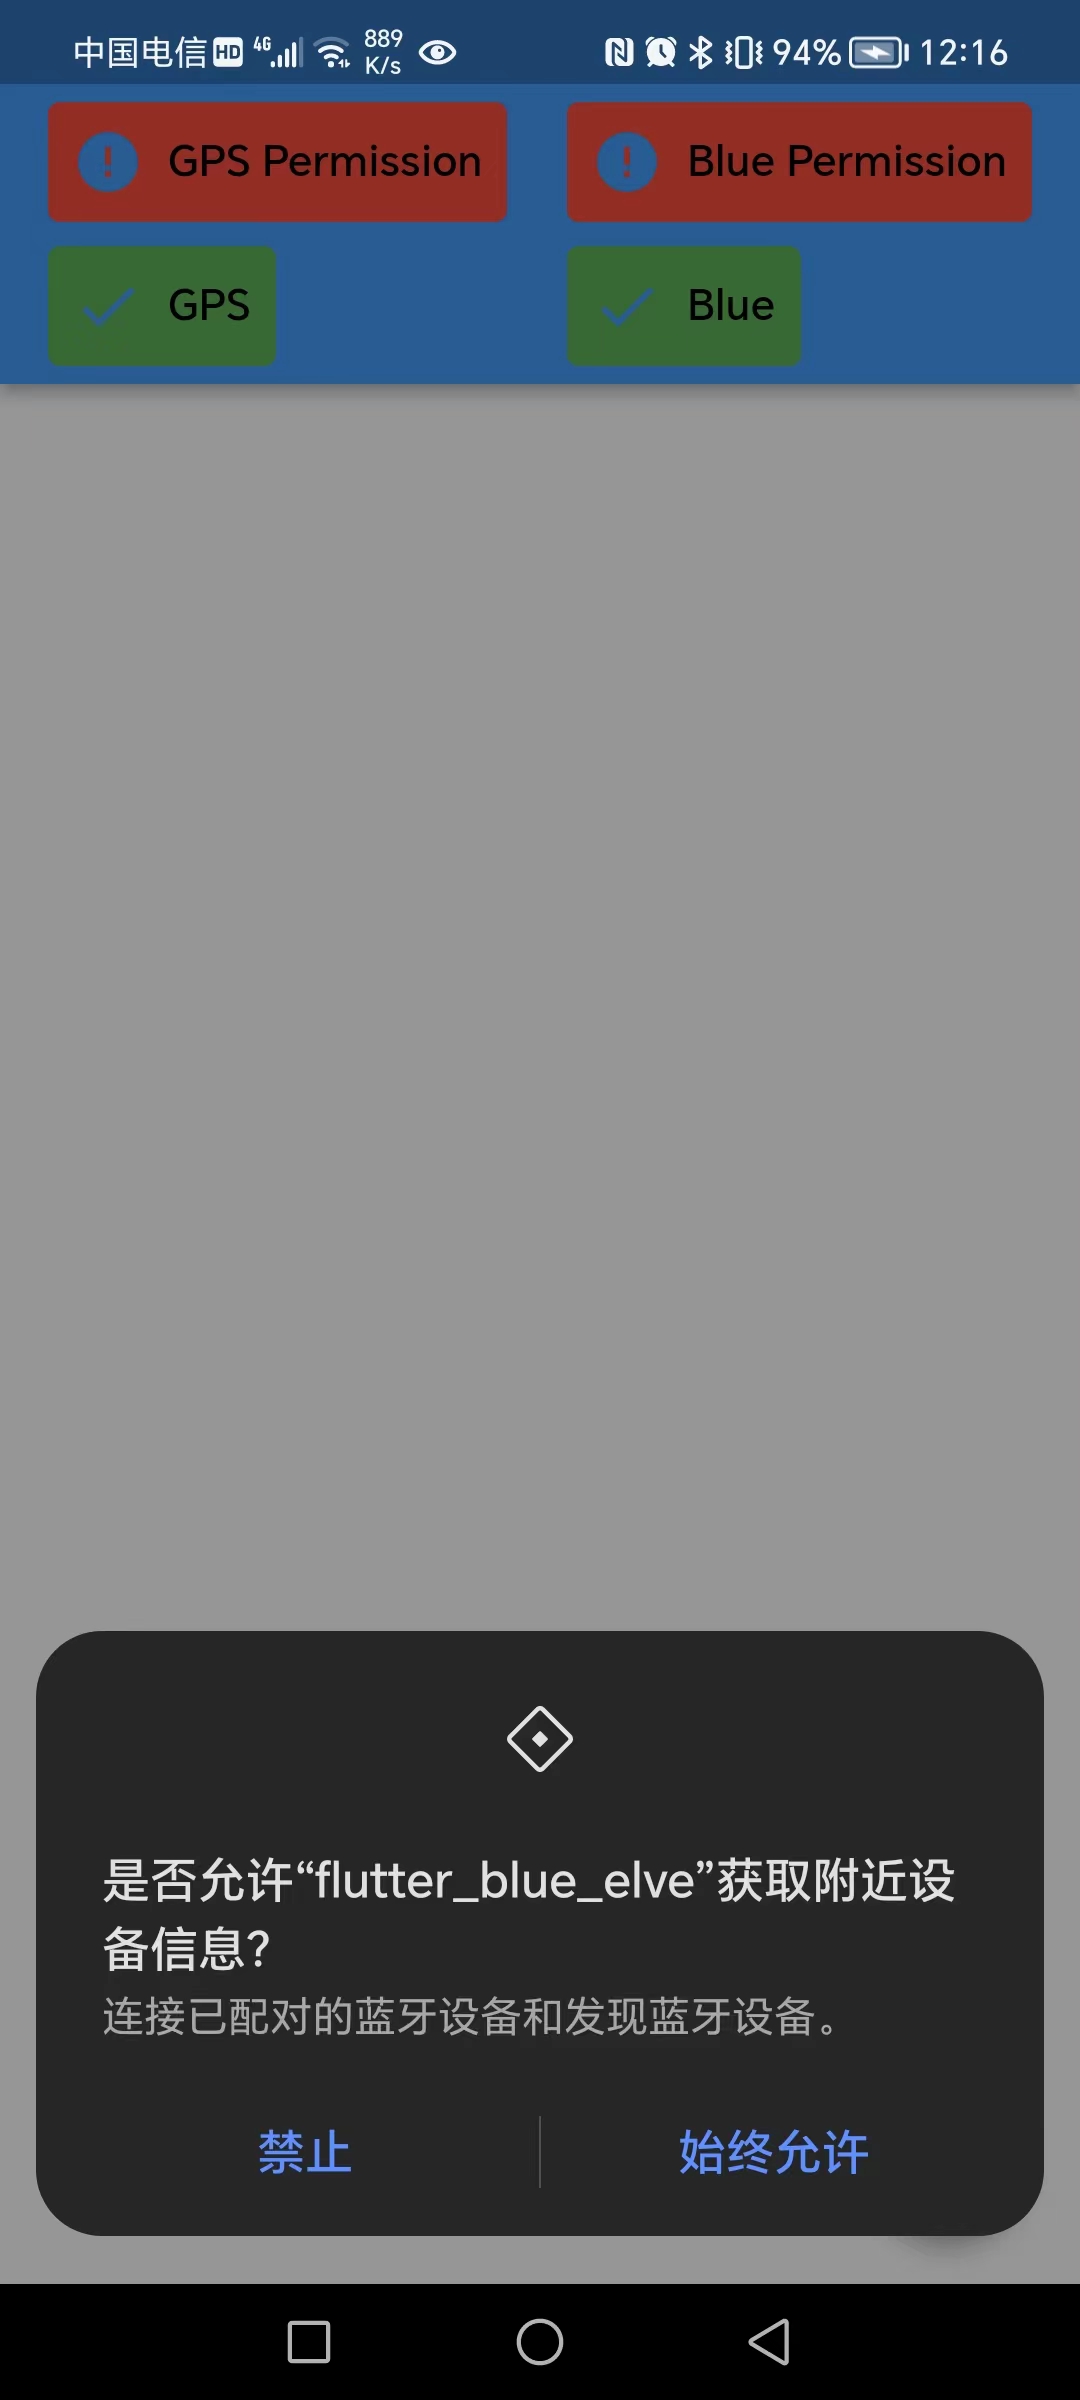 中国电信 HD 4G 889 K/s 94% 12:16
! GPS Permission ! Blue Permission
GPS Blue
是否允许“flutter_blue_elve”获取附近设
备信息?
连接已配对的蓝牙设备和发现蓝牙设备。
禁止 始终允许